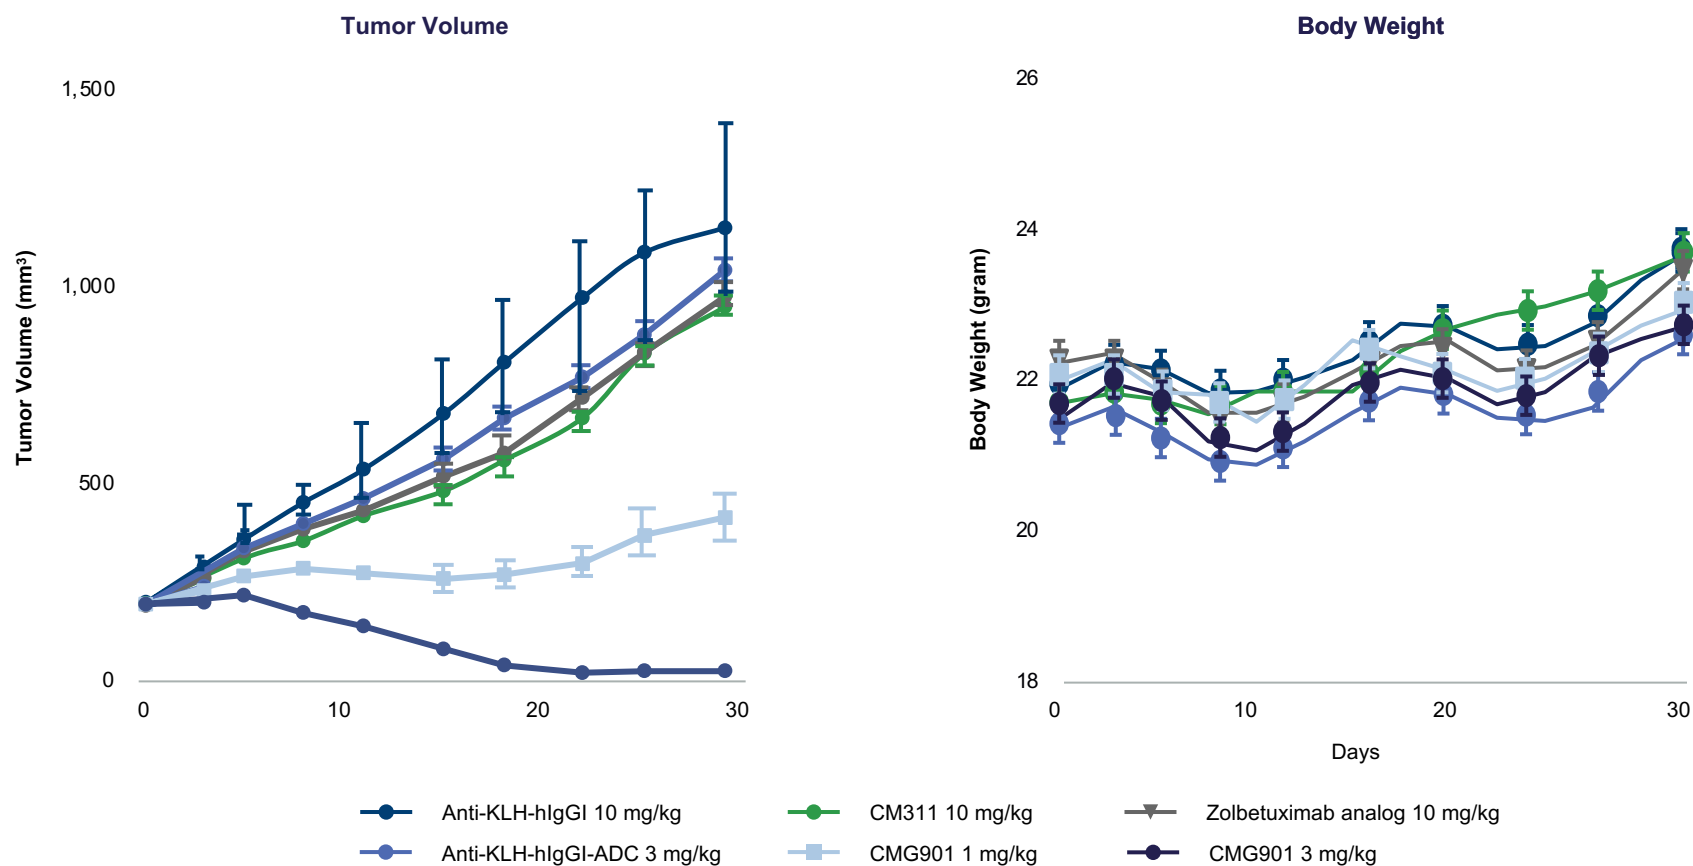 Tumor Volume
Body Weight
Tumor Volume (mm³)
1,500
1,000
500
0
0 10 20 30
Body Weight (gram)
26
24
22
20
18
0 10 20 30
Days
Anti-KLH-hIgGI 10 mg/kg
CM311 10 mg/kg
Zolbetuximab analog 10 mg/kg
Anti-KLH-hIgGI-ADC 3 mg/kg
CMG901 1 mg/kg
CMG901 3 mg/kg